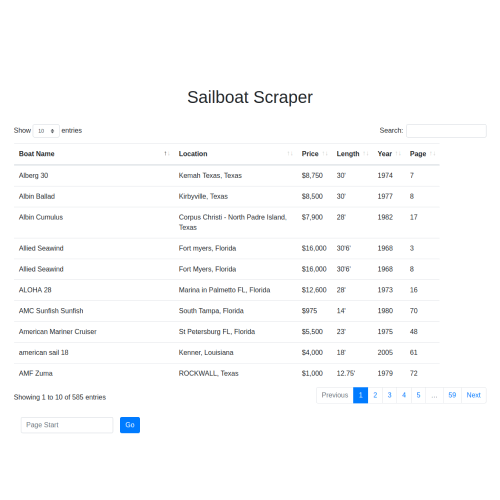 Sailboat Scraper
Show 10 entries Search:
Boat Name Location Price Length Year Page
Alberg 30 Kemah Texas, Texas $8,750 30' 1974 7
Albin Ballad Kirbyville, Texas $8,500 30' 1977 8
Albin Cumulus Corpus Christi - North Padre Island, Texas $7,900 28' 1982 17
Allied Seawind Fort myers, Florida $16,000 30'6' 1968 3
Allied Seawind Fort Myers, Florida $16,000 30'6' 1968 8
ALOHA 28 Marina in Palmetto FL, Florida $12,600 28' 1973 16
AMC Sunfish Sunfish South Tampa, Florida $975 14' 1980 70
American Mariner Cruiser St Petersburg FL, Florida $5,500 23' 1975 48
american sail 18 Kenner, Louisiana $4,000 18' 2005 61
AMF Zuma ROCKWALL, Texas $1,000 12.75' 1979 72
Showing 1 to 10 of 585 entries Previous 1 2 3 4 5 ... 59 Next
Page Start Go